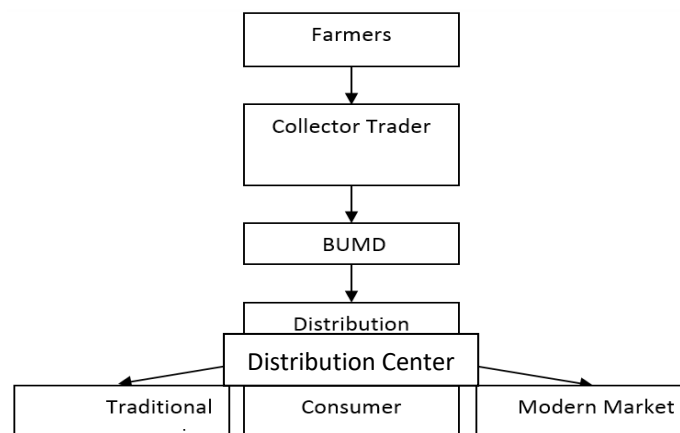 Farmers
Collector Trader
BUMD
Distribution
Distribution Center
Traditional
Consumer
Modern Market